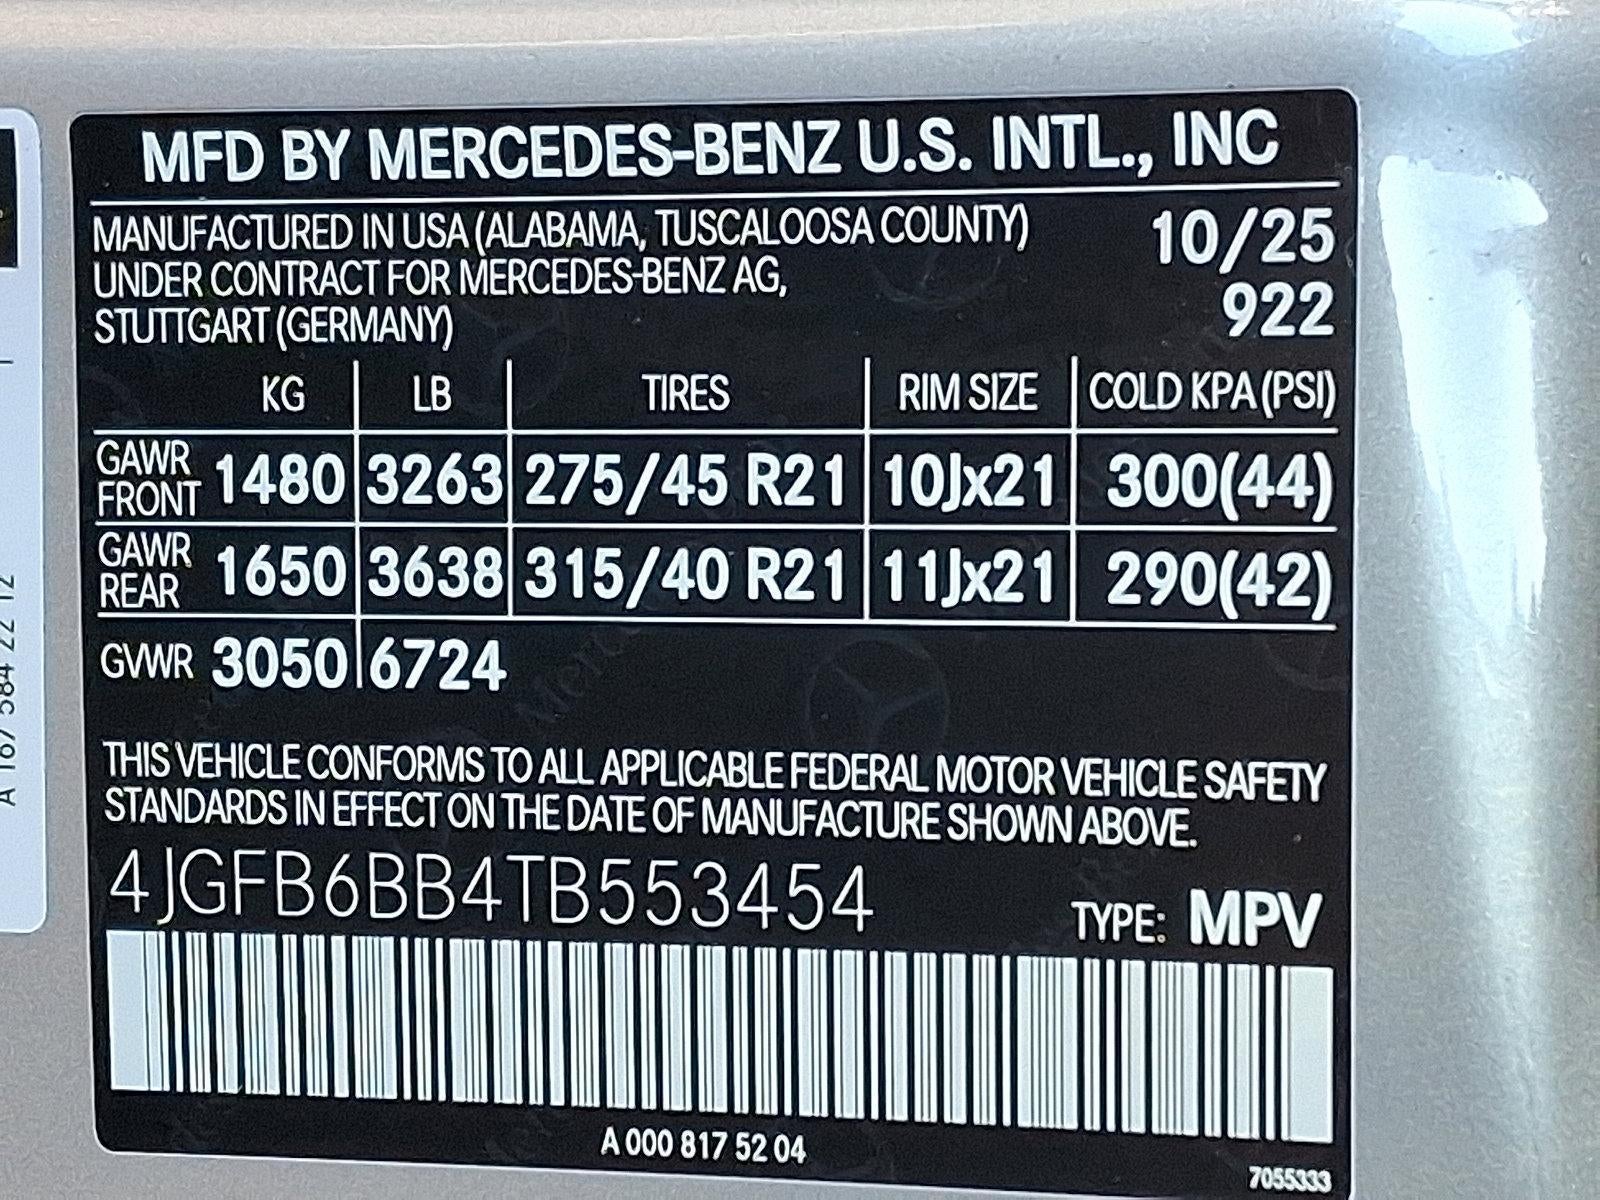 MFD BY MERCEDES-BENZ U.S. INTL., INC
MANUFACTURED IN USA (ALABAMA, TUSCALOOSA COUNTY) 10/25
UNDER CONTRACT FOR MERCEDES-BENZ AG, 922
STUTTGART (GERMANY)
KG LB TIRES RIM SIZE COLD KPA (PSI)
GAWR FRONT 1480 3263 275/45 R21 10Jx21 300(44)
GAWR REAR 1650 3638 315/40 R21 11Jx21 290(42)
GVWR 3050 6724
THIS VEHICLE CONFORMS TO ALL APPLICABLE FEDERAL MOTOR VEHICLE SAFETY
STANDARDS IN EFFECT ON THE DATE OF MANUFACTURE SHOWN ABOVE.
4JGFB6BB4TB553454 TYPE: MPV
A 000 817 52 04
7055333
A 167 584 22 12